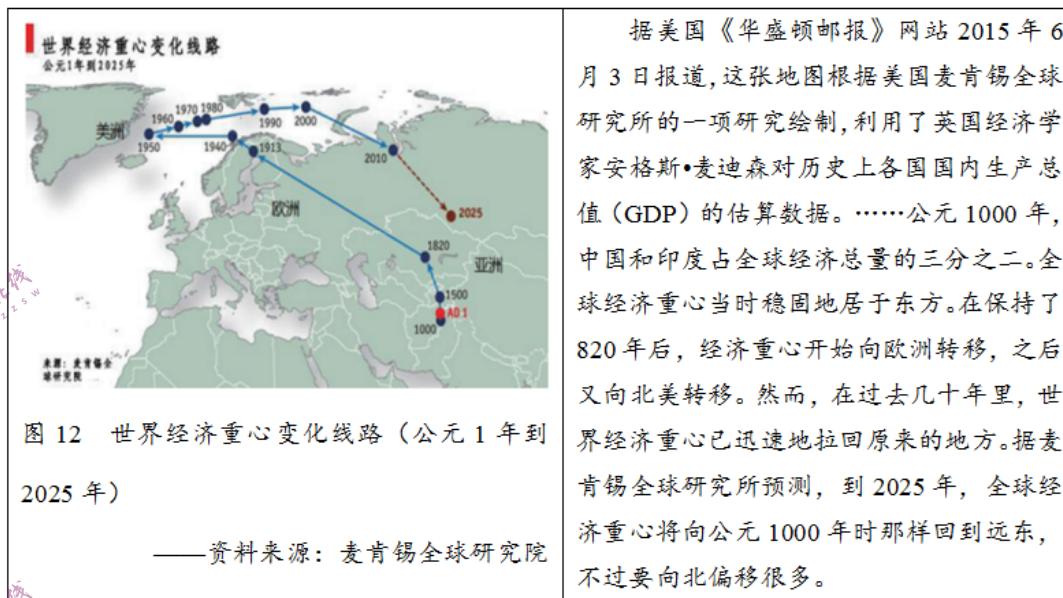 世界经济重心变化线路
公元1年到2025年
美洲
1960
1970
1980
1990
2000
1950
1940
1913
2010
2025
欧洲
1820
亚洲
1500
AD 1
1000
来源：麦肯锡全
球研究院
图 12 世界经济重心变化线路（公元 1 年到
2025 年）
——资料来源：麦肯锡全球研究院
据美国《华盛顿邮报》网站 2015 年 6
月 3 日报道，这张地图根据美国麦肯锡全球
研究所的一项研究绘制，利用了英国经济学
家安格斯•麦迪森对历史上各国国内生产总
值（GDP）的估算数据。……公元 1000 年，
中国和印度占全球经济总量的三分之二。全
球经济重心当时稳固地居于东方。在保持了
820 年后，经济重心开始向欧洲转移，之后
又向北美转移。然而，在过去几十年里，世
界经济重心已迅速地拉回原来的地方。据麦
肯锡全球研究所预测，到 2025 年，全球经
济重心将向公元 1000 年时那样回到远东，
不过要向北偏移很多。